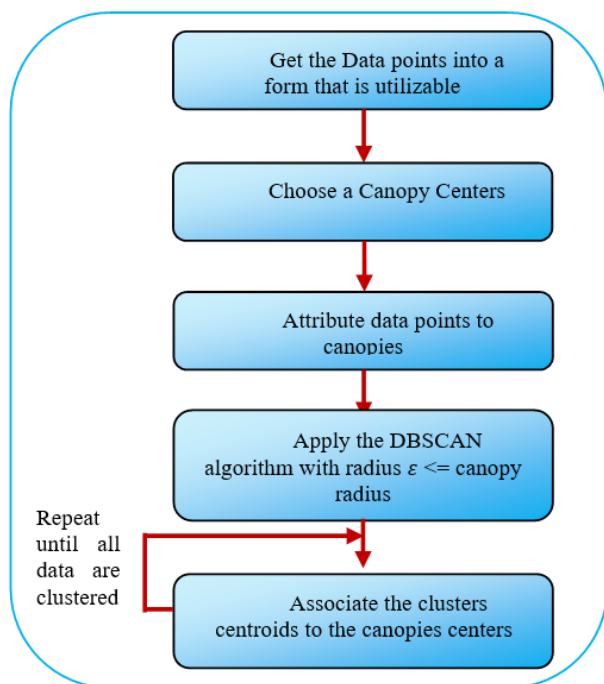 Get the Data points into a
form that is utilizable
Choose a Canopy Centers
Attribute data points to
canopies
Apply the DBSCAN
algorithm with radius ε <= canopy
radius
Repeat
until all
data are
clustered
Associate the clusters
centroids to the canopies centers